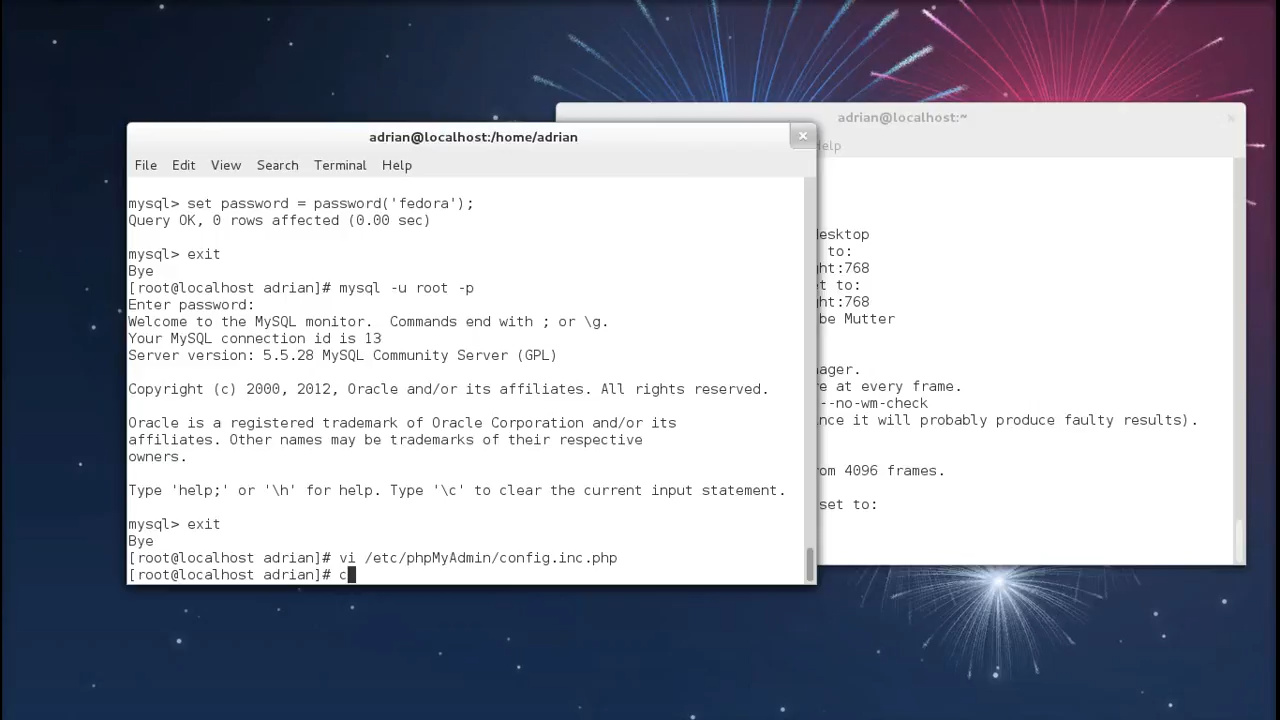 adrian@localhost:~
adrian@localhost:/home/adrian
File Edit View Search Terminal Help
mysql> set password = password('fedora');
Query OK, 0 rows affected (0.00 sec)
mysql> exit
Bye
[root@localhost adrian]# mysql -u root -p
Enter password:
Welcome to the MySQL monitor.  Commands end with ; or \g.
Your MySQL connection id is 13
Server version: 5.5.28 MySQL Community Server (GPL)
Copyright (c) 2000, 2012, Oracle and/or its affiliates. All rights reserved.
Oracle is a registered trademark of Oracle Corporation and/or its
affiliates. Other names may be trademarks of their respective
owners.
Type 'help;' or '\h' for help. Type '\c' to clear the current input statement.
mysql> exit
Bye
[root@localhost adrian]# vi /etc/phpMyAdmin/config.inc.php
[root@localhost adrian]# c
elp
esktop
to:
ht:768
t to:
ht:768
be Mutter
ager.
e at every frame.
--no-wm-check
nce it will probably produce faulty results).
om 4096 frames.
set to: